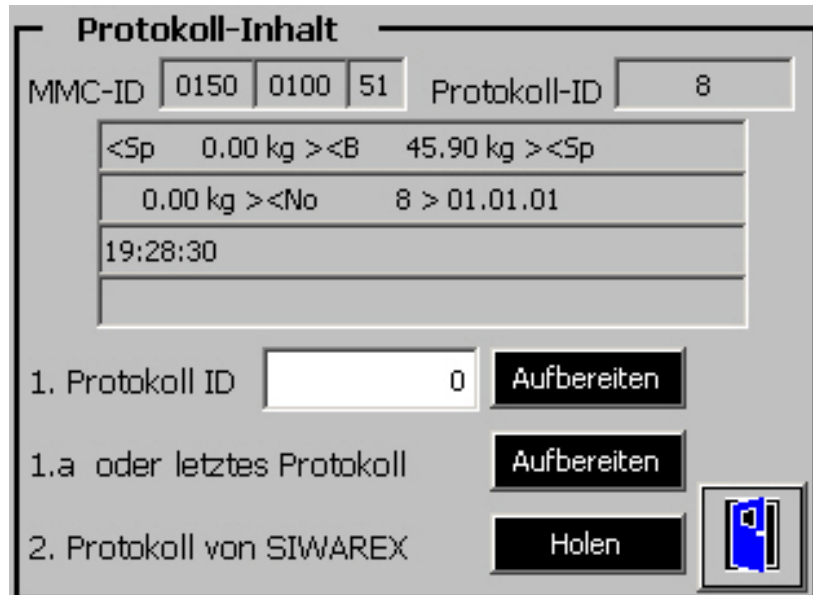 Protokoll-Inhalt
MMC-ID 0150 0100 51 Protokoll-ID 8
<Sp 0.00 kg ><B 45.90 kg ><Sp
0.00 kg ><No 8 > 01.01.01
19:28:30
1. Protokoll ID 0 Aufbereiten
1.a oder letztes Protokoll Aufbereiten
2. Protokoll von SIWAREX Holen